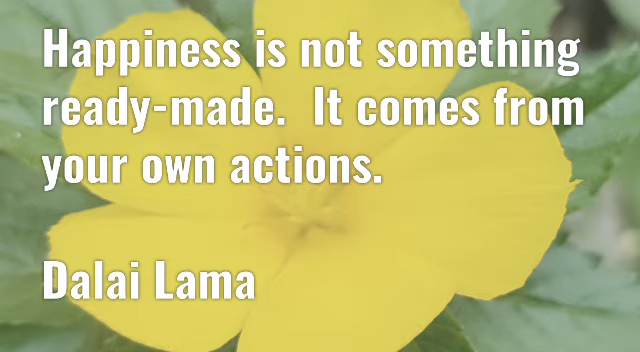 Happiness is not something
ready-made.  It comes from
your own actions.
Dalai Lama